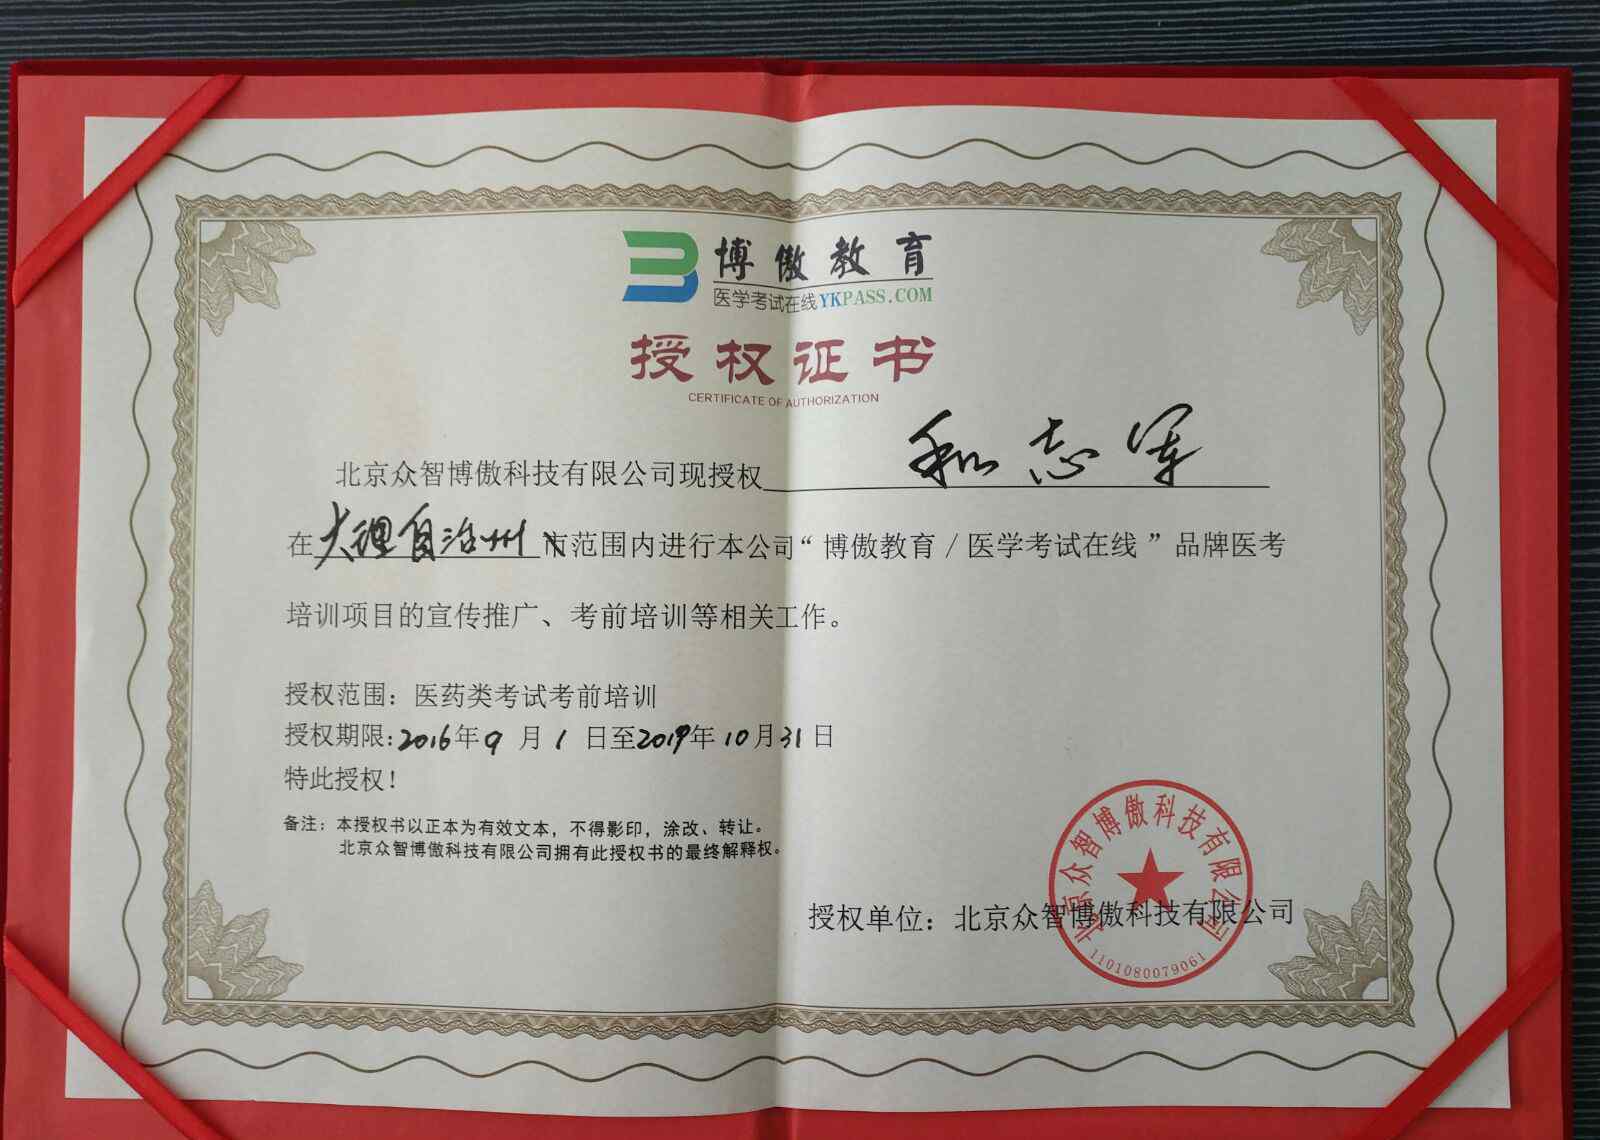 博傲教育
医学考试在线YKPASS.COM
授权证书
CERTIFICATE OF AUTHORIZATION
北京众智博傲科技有限公司现授权 和志军
在大理自治州市范围内进行本公司“博傲教育/医学考试在线”品牌医考
培训项目的宣传推广、考前培训等相关工作。
授权范围：医药类考试考前培训
授权期限:2016年9月1日至2019年10月31日
特此授权！
备注：本授权书以正本为有效文本，不得影印，涂改、转让。
北京众智博傲科技有限公司拥有此授权书的最终解释权。
授权单位：北京众智博傲科技有限公司
北京众智博傲科技有限公司
1101080079061